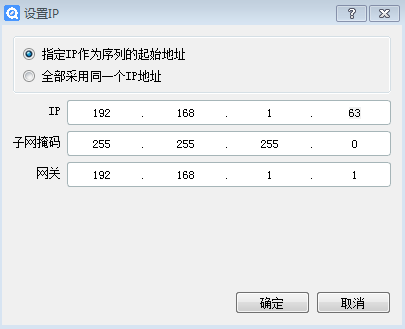 设置IP
指定IP作为序列的起始地址
全部采用同一个IP地址
IP 192 . 168 . 1 . 63
子网掩码 255 . 255 . 255 . 0
网关 192 . 168 . 1 . 1
确定 取消